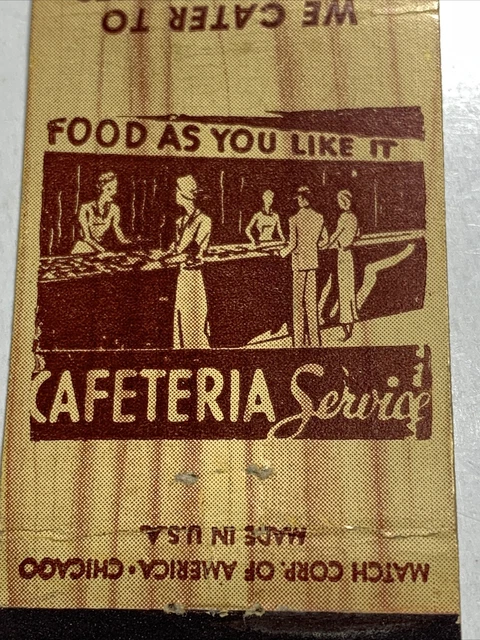 WE CATER TO
FOOD AS YOU LIKE IT
CAFETERIA Service
MADE IN U.S.A.
MATCH CORP. OF AMERICA • CHICAGO